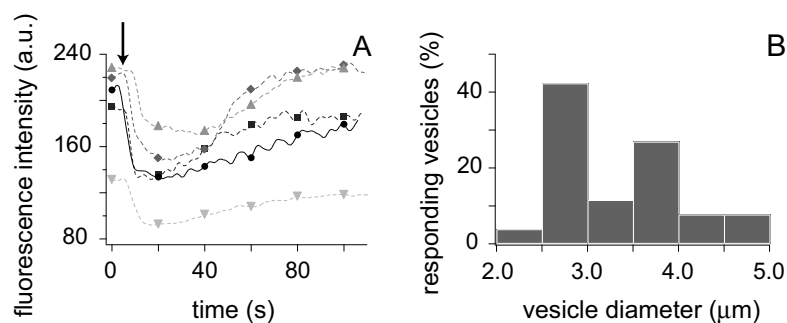 A
fluorescence intensity (a.u.)
240
160
80
0 40 80
time (s)
B
responding vesicles (%)
40
20
0
2.0 3.0 4.0 5.0
vesicle diameter (μm)